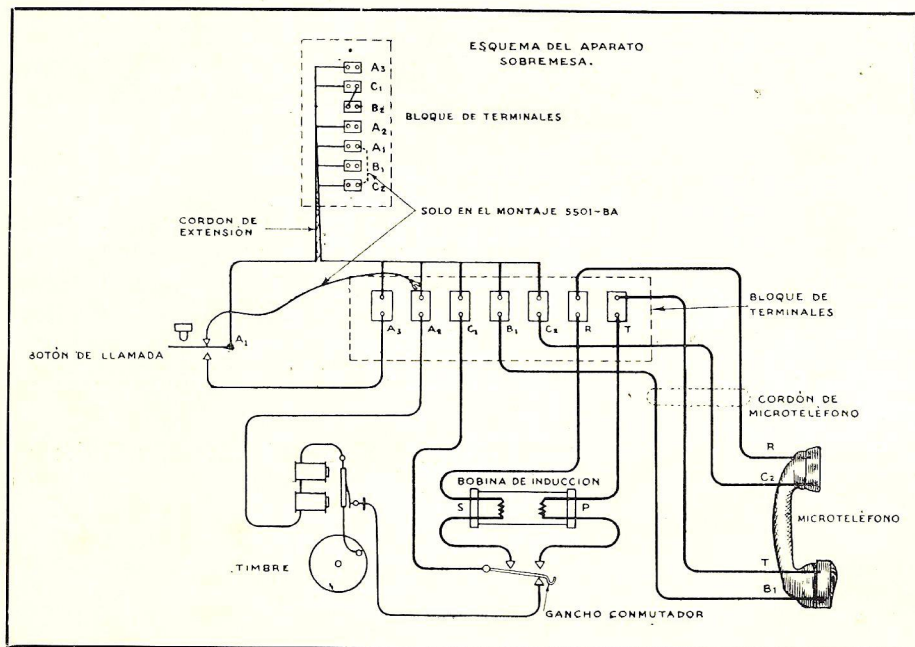 ESQUEMA DEL APARATO
SOBREMESA.
A3
C1
B2
A2
A1
B1
C2
BLOQUE DE TERMINALES
SOLO EN EL MONTAJE 5501-BA
CORDON DE
EXTENSIÓN
BLOQUE DE
TERMINALES
A3
A2
C1
B1
C2
R
T
A1
BOTÓN DE LLAMADA
CORDÓN DE
MICROTELÉFONO
R
C2
BOBINA DE INDUCCION
S
P
MICROTELÉFONO
TIMBRE
T
B1
GANCHO CONMUTADOR